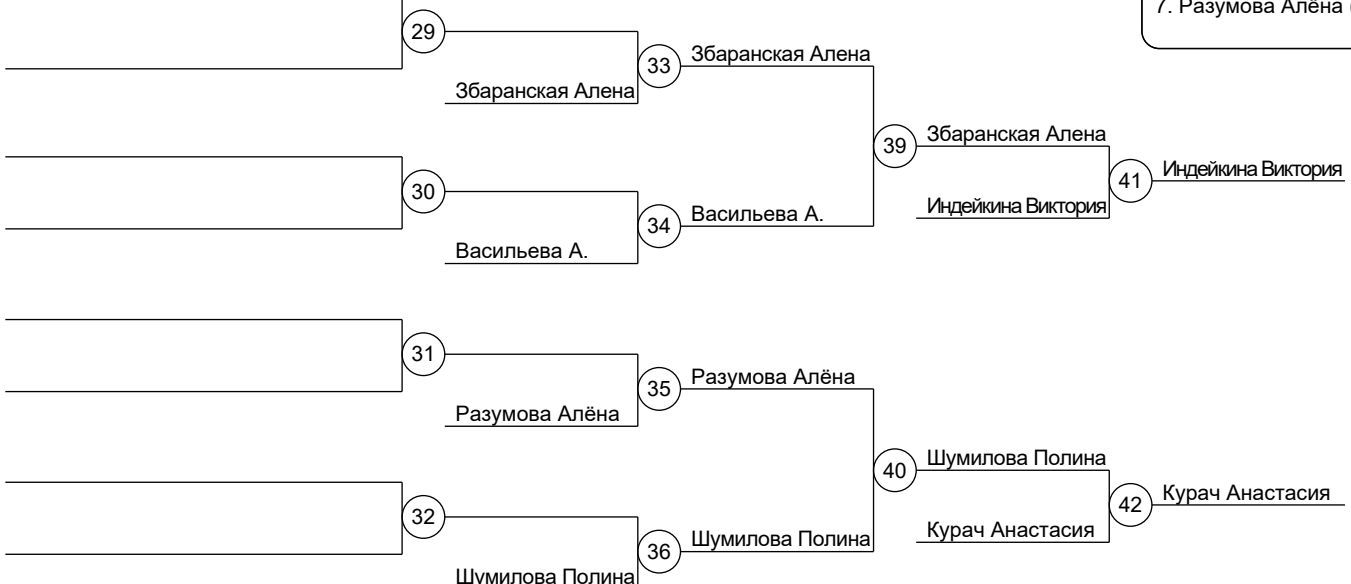 7. Разумова Алёна (
29
33
Збаранская Алена
Збаранская Алена
39
Збаранская Алена
41
Индейкина Виктория
30
34
Васильева А.
Индейкина Виктория
Васильева А.
31
35
Разумова Алёна
Разумова Алёна
40
Шумилова Полина
42
Курач Анастасия
32
36
Шумилова Полина
Курач Анастасия
Шумилова Полина